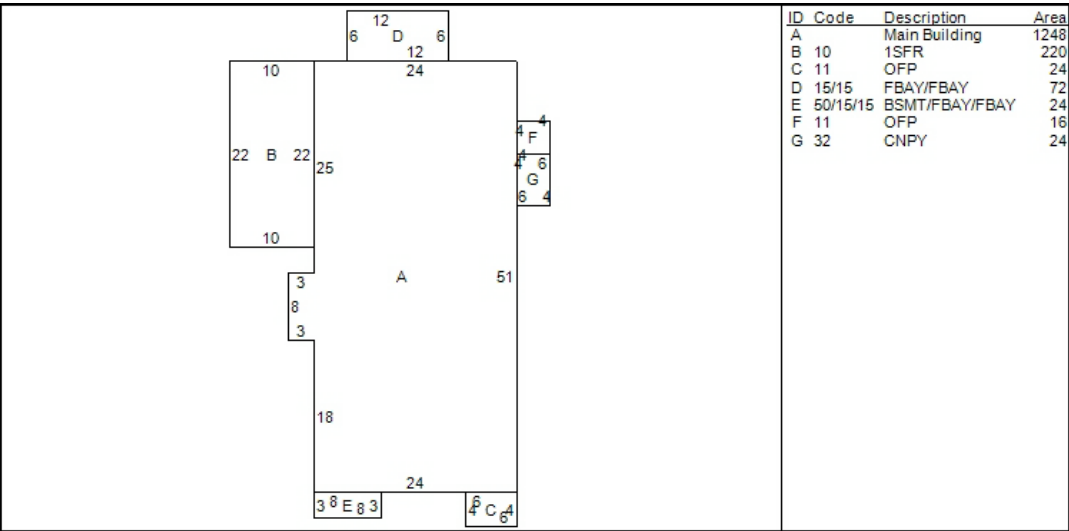 12
6 D 6
12
10
24
4
4 F
4
22 B 22
4 6
25
G
6 4
10
3
A
51
8
3
18
24
3 8 E 8 3
6
4 C 4
6
ID Code Description Area
A Main Building 1248
B 10 1SFR 220
C 11 OFP 24
D 15/15 FBAY/FBAY 72
E 50/15/15 BSMT/FBAY/FBAY 24
F 11 OFP 16
G 32 CNPY 24